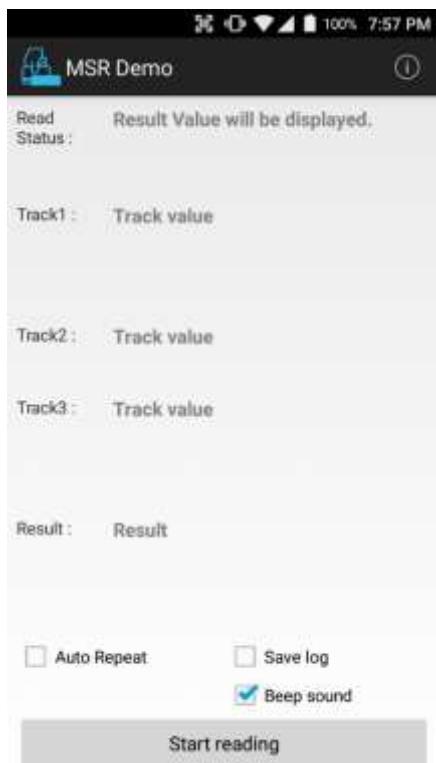 100% 7:57 PM
MSR Demo
Read Status : Result Value will be displayed.
Track1 : Track value
Track2 : Track value
Track3 : Track value
Result : Result
Auto Repeat Save log
Beep sound
Start reading